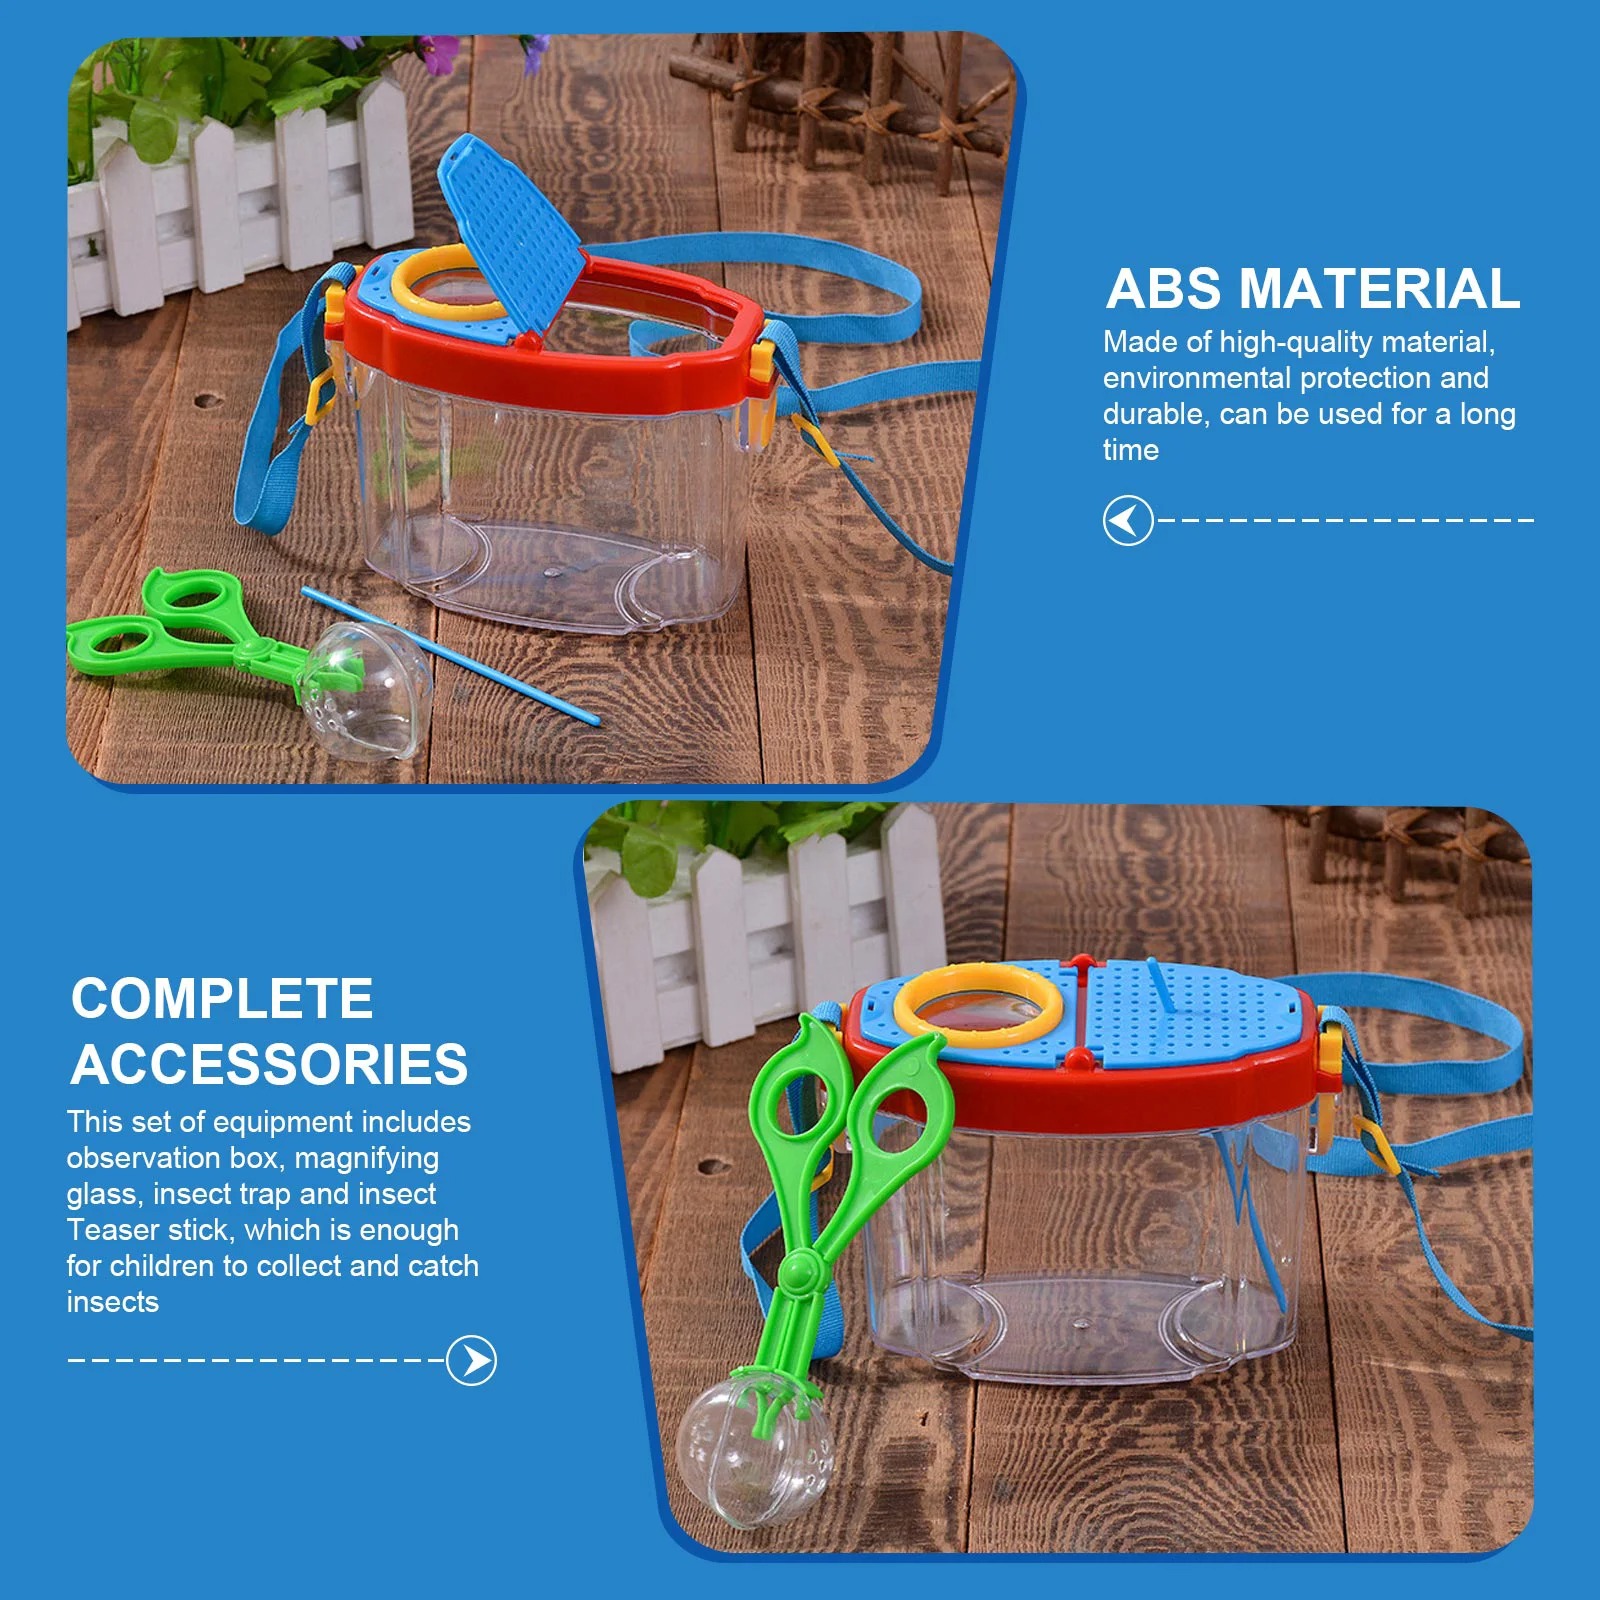 ABS MATERIAL
Made of high-quality material,
environmental protection and
durable, can be used for a long
time
COMPLETE
ACCESSORIES
This set of equipment includes
observation box, magnifying
glass, insect trap and insect
Teaser stick, which is enough
for children to collect and catch
insects